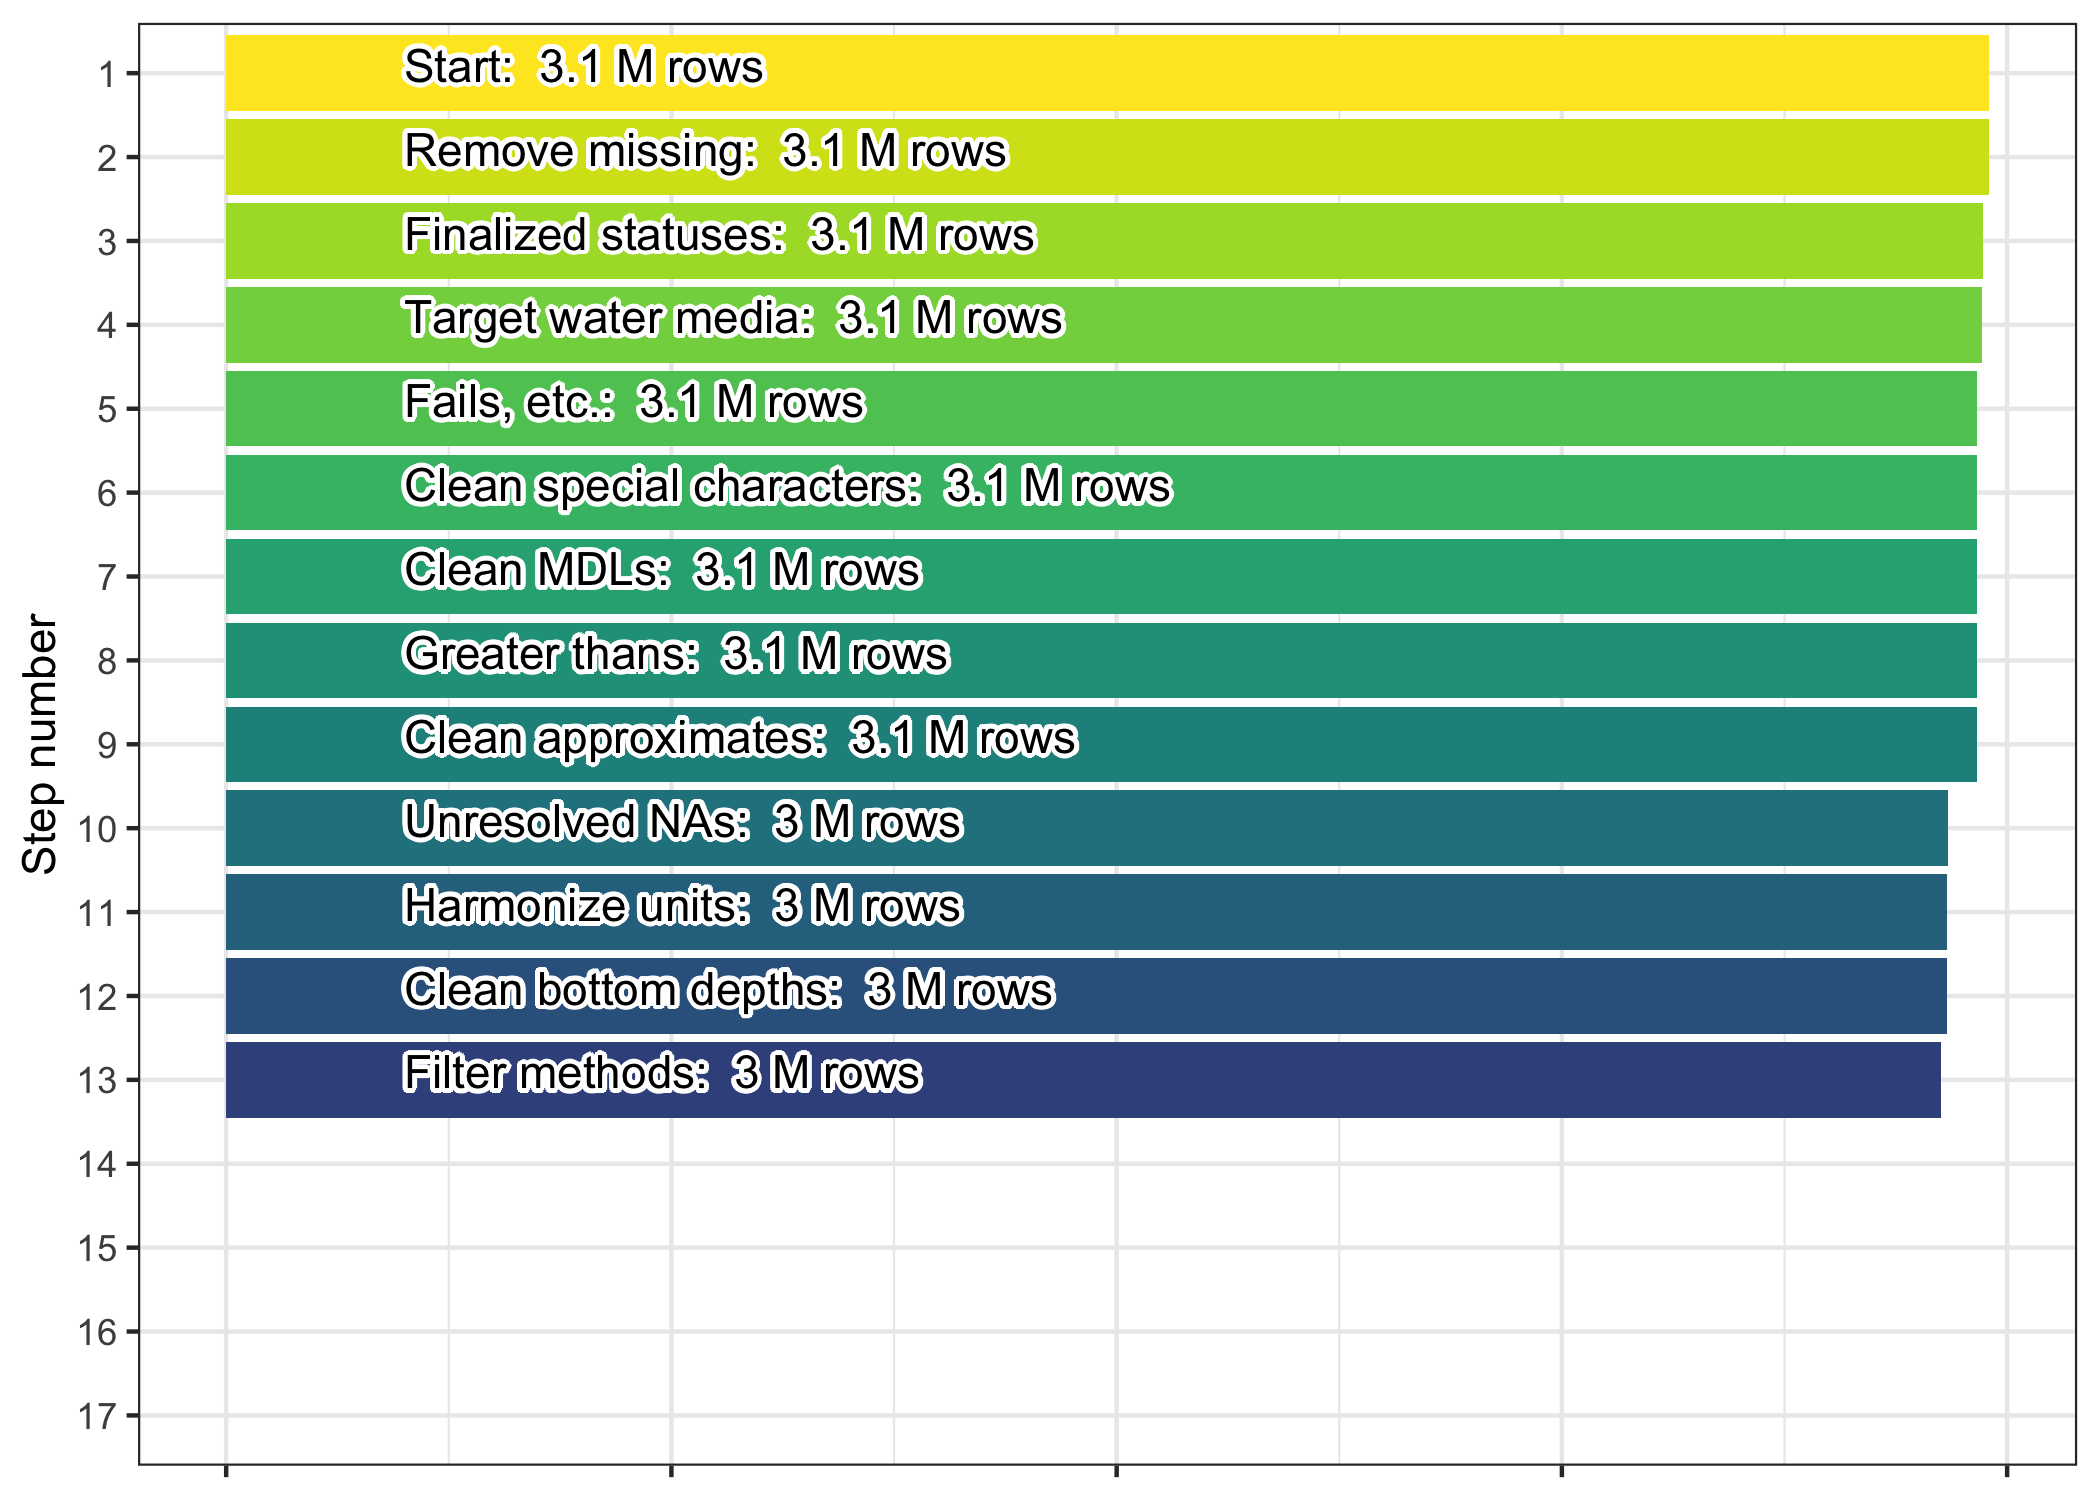 1
Start: 3.1 M rows
2
Remove missing: 3.1 M rows
3
Finalized statuses: 3.1 M rows
4
Target water media: 3.1 M rows
5
Fails, etc.: 3.1 M rows
6
Clean special characters: 3.1 M rows
7
Clean MDLs: 3.1 M rows
8
Greater thans: 3.1 M rows
9
Clean approximates: 3.1 M rows
10
Unresolved NAs: 3 M rows
11
Harmonize units: 3 M rows
12
Clean bottom depths: 3 M rows
13
Filter methods: 3 M rows
14
15
16
17
Step number